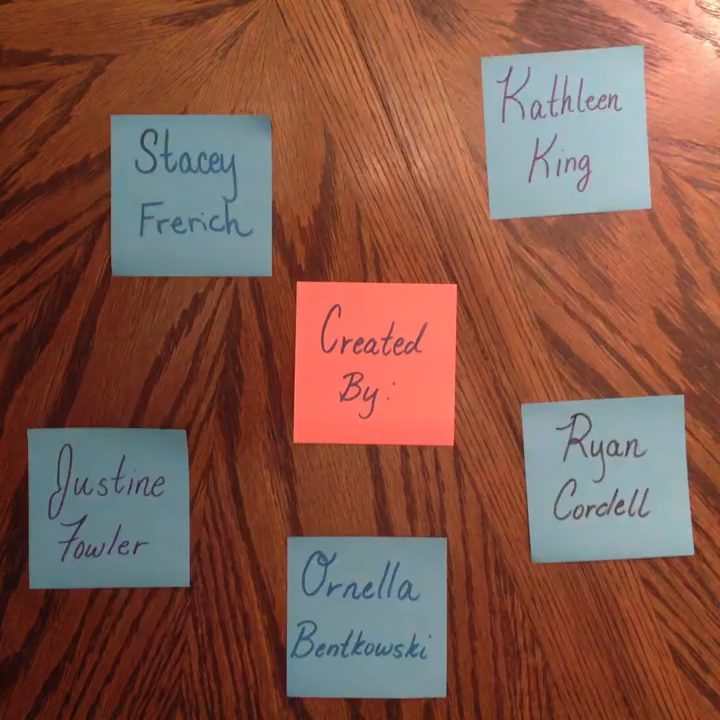 Stacey
Frerich
Kathleen
King
Created
By:
Justine
Fowler
Ryan
Cordell
Ornella
Bentkowski